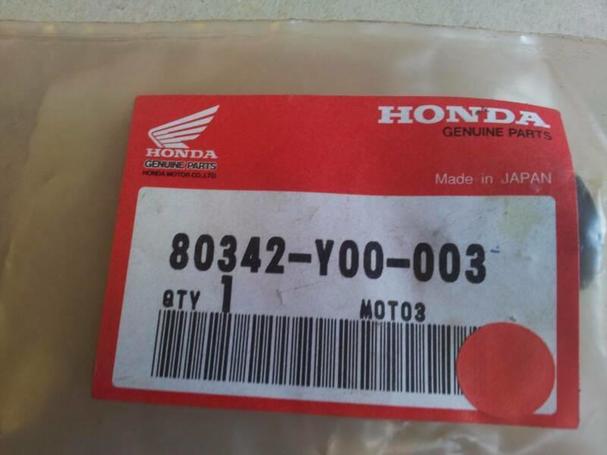 HONDA
GENUINE PARTS
HONDA
GENUINE PARTS
HONDA MOTOR CO.,LTD
Made in JAPAN
80342-Y00-003
QTY 1 MOT03